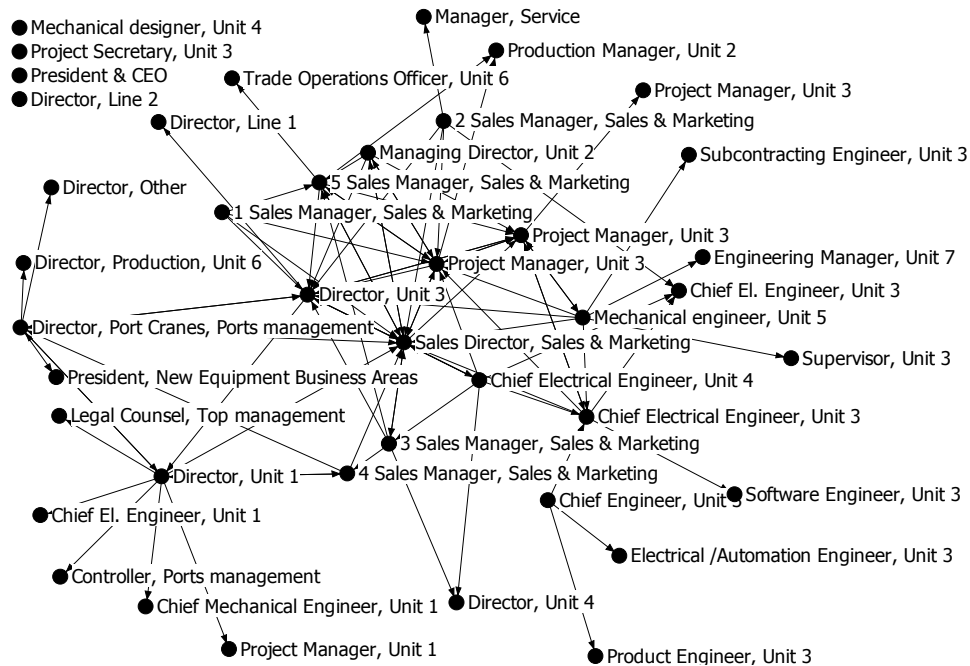 Mechanical designer, Unit 4
Project Secretary, Unit 3
President & CEO
Director, Line 2
Manager, Service
Production Manager, Unit 2
Trade Operations Officer, Unit 6
Project Manager, Unit 3
Director, Line 1
2 Sales Manager, Sales & Marketing
Managing Director, Unit 2
Subcontracting Engineer, Unit 3
5 Sales Manager, Sales & Marketing
Director, Other
1 Sales Manager, Sales & Marketing
Project Manager, Unit 3
Engineering Manager, Unit 7
Director, Production, Unit 6
Project Manager, Unit 3
Chief El. Engineer, Unit 3
Director, Unit 3
Mechanical engineer, Unit 5
Director, Port Cranes, Ports management
Sales Director, Sales & Marketing
Supervisor, Unit 3
President, New Equipment Business Areas
Chief Electrical Engineer, Unit 4
Legal Counsel, Top management
Chief Electrical Engineer, Unit 3
3 Sales Manager, Sales & Marketing
4 Sales Manager, Sales & Marketing
Director, Unit 1
Software Engineer, Unit 3
Chief Engineer, Unit 3
Chief El. Engineer, Unit 1
Electrical /Automation Engineer, Unit 3
Controller, Ports management
Director, Unit 4
Chief Mechanical Engineer, Unit 1
Project Manager, Unit 1
Product Engineer, Unit 3